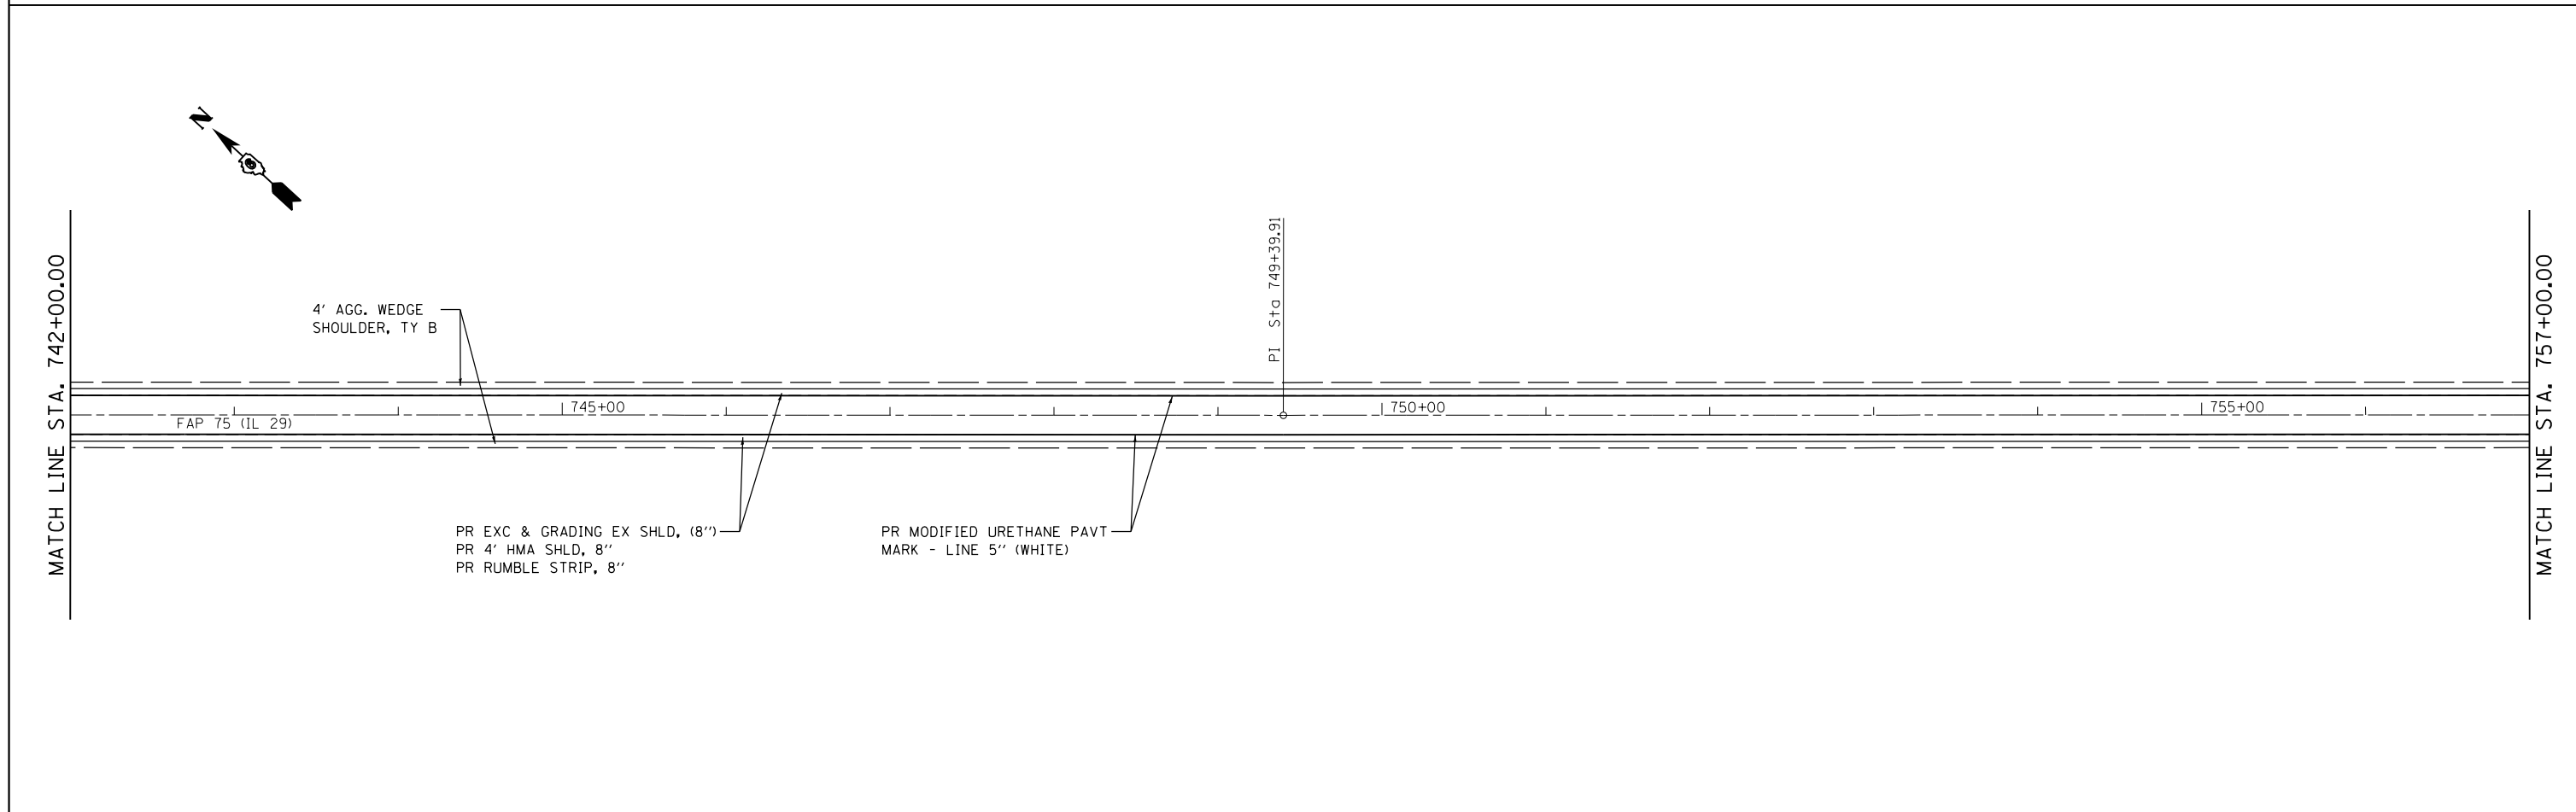 N
MATCH LINE STA. 742+00.00
4' AGG. WEDGE
SHOULDER, TY B
PI Sta 749+39.91
745+00
750+00
755+00
FAP 75 (IL 29)
PR EXC & GRADING EX SHLD, (8'')
PR 4' HMA SHLD, 8''
PR RUMBLE STRIP, 8''
PR MODIFIED URETHANE PAVT
MARK - LINE 5'' (WHITE)
MATCH LINE STA. 757+00.00